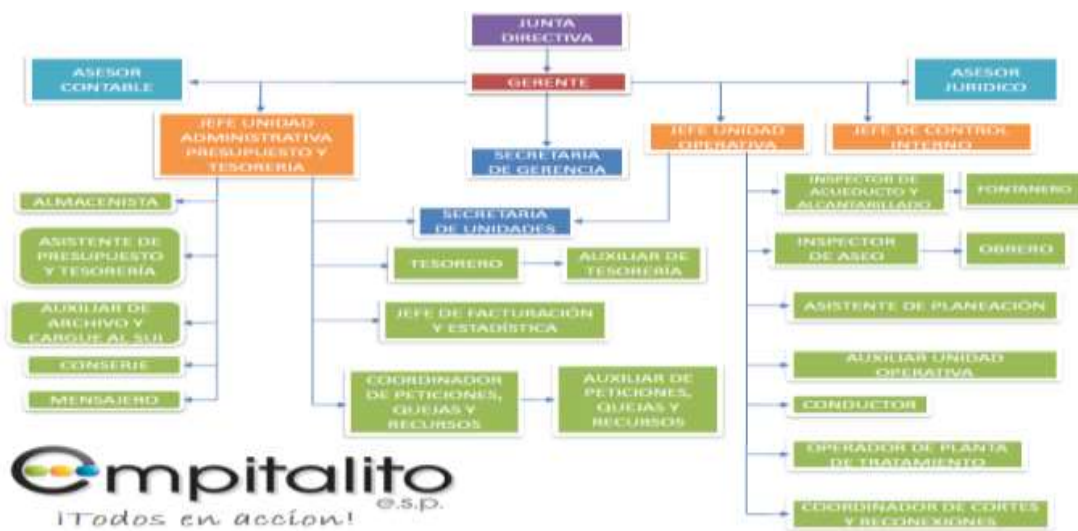 JUNTA
DIRECTIVA
ASESOR
CONTABLE
GERENTE
ASESOR
JURIDICO
JEFE UNIDAD
ADMINISTRATIVA
PRESUPUESTO Y
TESORERIA
SECRETARIA
DE GERENCIA
JEFE UNIDAD
OPERATIVA
JEFE DE CONTROL
INTERNO
ALMACENISTA
ASISTENTE DE
PRESUPUESTO
Y TESORERÍA
AUXILIAR DE
ARCHIVO Y
CARGUE AL SUI
CONSERJE
MENSAJERO
SECRETARIA
DE UNIDADES
TESORERO
AUXILIAR DE
TESORERÍA
JEFE DE FACTURACIÓN
Y ESTADÍSTICA
COORDINADOR
DE PETICIONES,
QUEJAS Y
RECURSOS
AUXILIAR DE
PETICIONES,
QUEJAS Y
RECURSOS
INSPECTOR DE
ACUEDUCTO Y
ALCANTARILLADO
FONTANERO
INSPECTOR
DE ASEO
OBRERO
ASISTENTE DE PLANEACIÓN
AUXILIAR UNIDAD
OPERATIVA
CONDUCTOR
OPERADOR DE PLANTA
DE TRATAMIENTO
COORDINADOR DE CORTES
Y RECONEXIONES
empitalito
e.s.p.
¡Todos en accion!